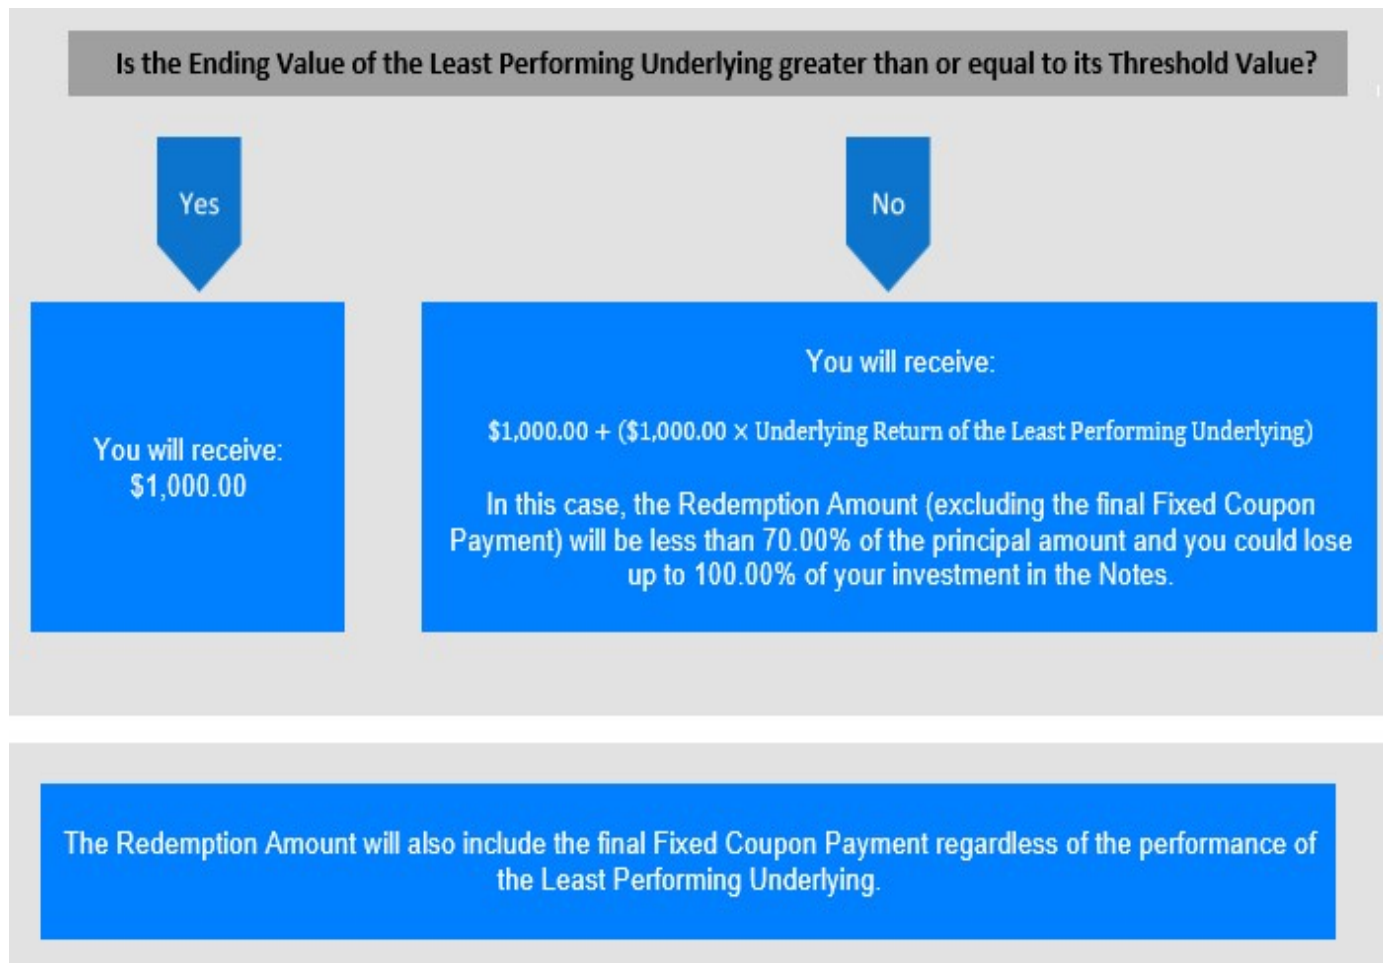 Is the Ending Value of the Least Performing Underlying greater than or equal to its Threshold Value?
Yes
No
You will receive:
$1,000.00
You will receive:
$1,000.00 + ($1,000.00 × Underlying Return of the Least Performing Underlying)
In this case, the Redemption Amount (excluding the final Fixed Coupon
Payment) will be less than 70.00% of the principal amount and you could lose
up to 100.00% of your investment in the Notes.
The Redemption Amount will also include the final Fixed Coupon Payment regardless of the performance of
the Least Performing Underlying.